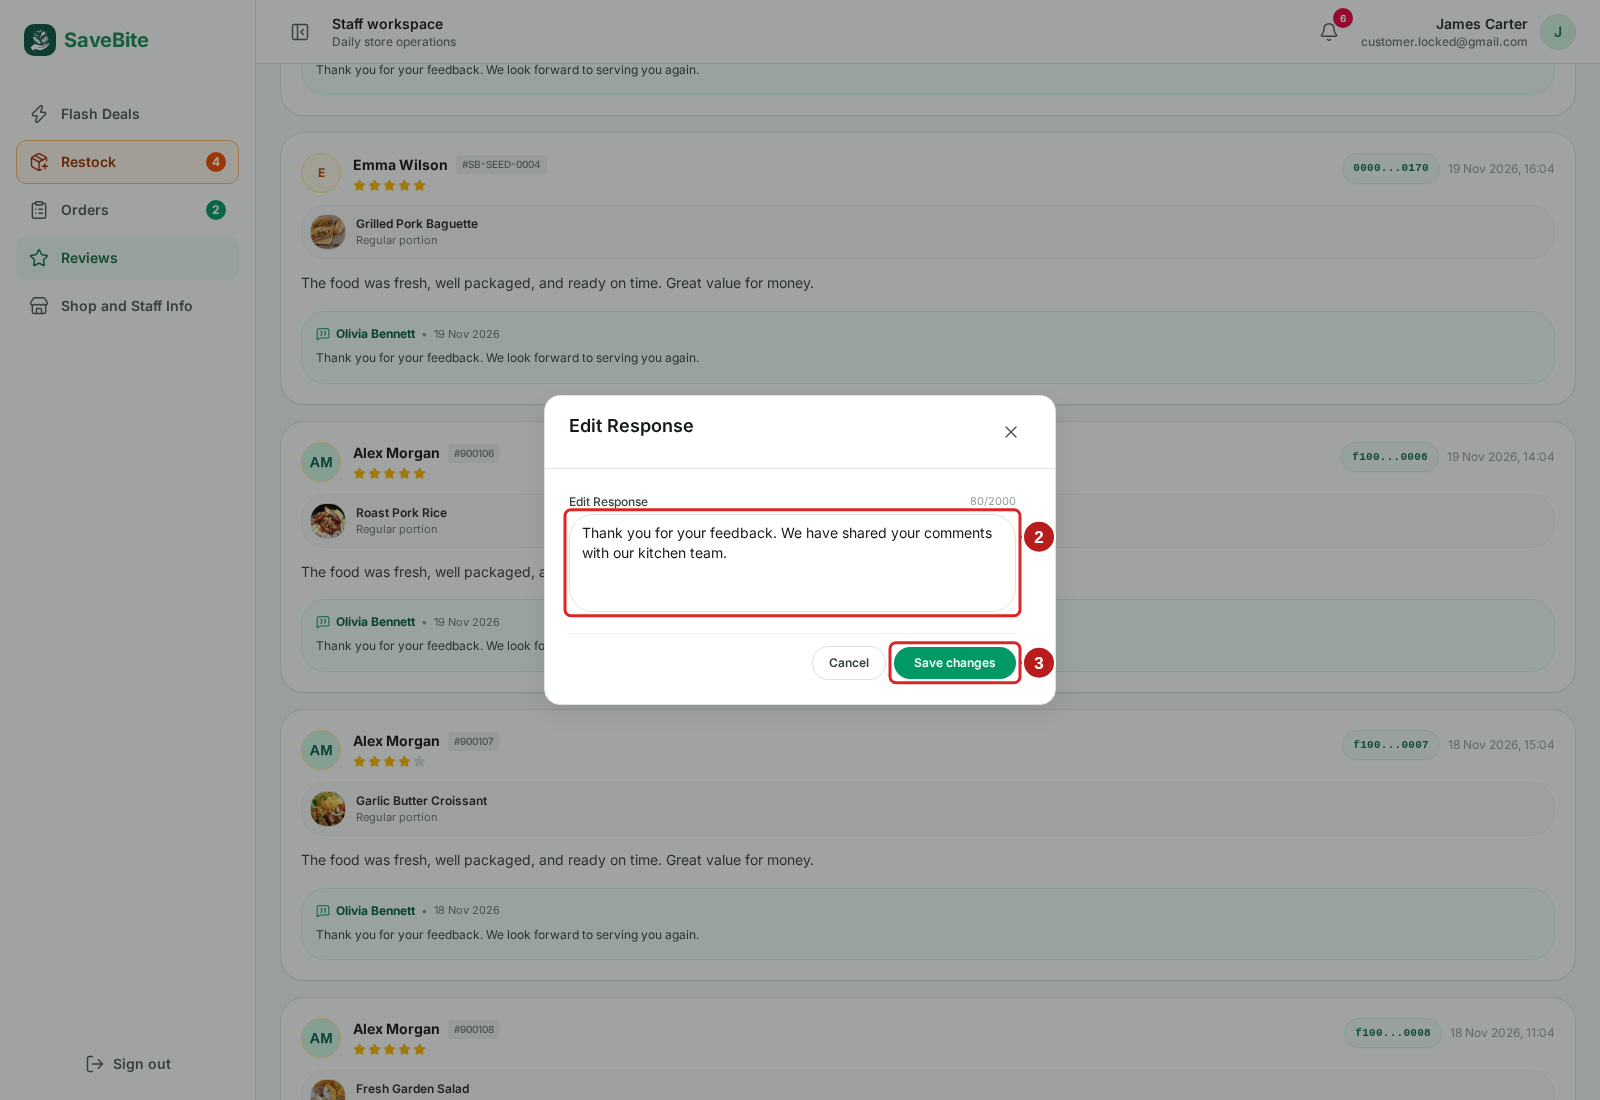 SaveBite
Staff workspace
Daily store operations
6
James Carter
customer.locked@gmail.com
J
Flash Deals
Restock
4
Orders
2
Reviews
Shop and Staff Info
Sign out
Thank you for your feedback. We look forward to serving you again.
E
Emma Wilson
#SB-SEED-0004
0000...0170
19 Nov 2026, 16:04
Grilled Pork Baguette
Regular portion
The food was fresh, well packaged, and ready on time. Great value for money.
Olivia Bennett • 19 Nov 2026
Thank you for your feedback. We look forward to serving you again.
AM
Alex Morgan
#900106
f100...0006
19 Nov 2026, 14:04
Roast Pork Rice
Regular portion
The food was fresh, well packaged, a
Olivia Bennett • 19 Nov 2026
Thank you for your feedback. We look fo
Edit Response
Edit Response
80/2000
Thank you for your feedback. We have shared your comments
with our kitchen team.
2
Cancel
Save changes
3
AM
Alex Morgan
#900107
f100...0007
18 Nov 2026, 15:04
Garlic Butter Croissant
Regular portion
The food was fresh, well packaged, and ready on time. Great value for money.
Olivia Bennett • 18 Nov 2026
Thank you for your feedback. We look forward to serving you again.
AM
Alex Morgan
#900108
f100...0008
18 Nov 2026, 11:04
Fresh Garden Salad